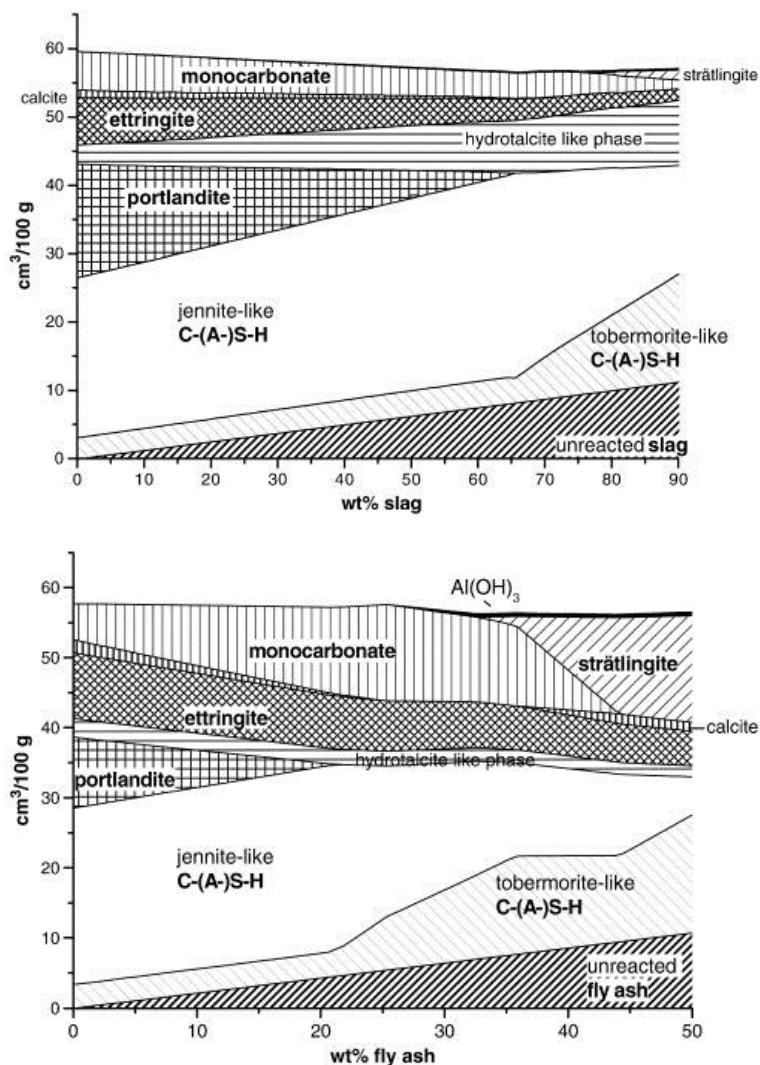 60
monocarbonate
strätlingite
calcite
50
ettringite
hydrotalcite like phase
40
portlandite
cm³/100 g
30
jennite-like
C-(A-)S-H
20
tobermorite-like
C-(A-)S-H
10
unreacted slag
0
0 10 20 30 40 50 60 70 80 90
wt% slag
60
Al(OH)₃
monocarbonate
strätlingite
50
ettringite
40
calcite
hydrotalcite like phase
portlandite
cm³/100 g
30
jennite-like
C-(A-)S-H
20
tobermorite-like
C-(A-)S-H
10
unreacted
fly ash
0
0 10 20 30 40 50
wt% fly ash